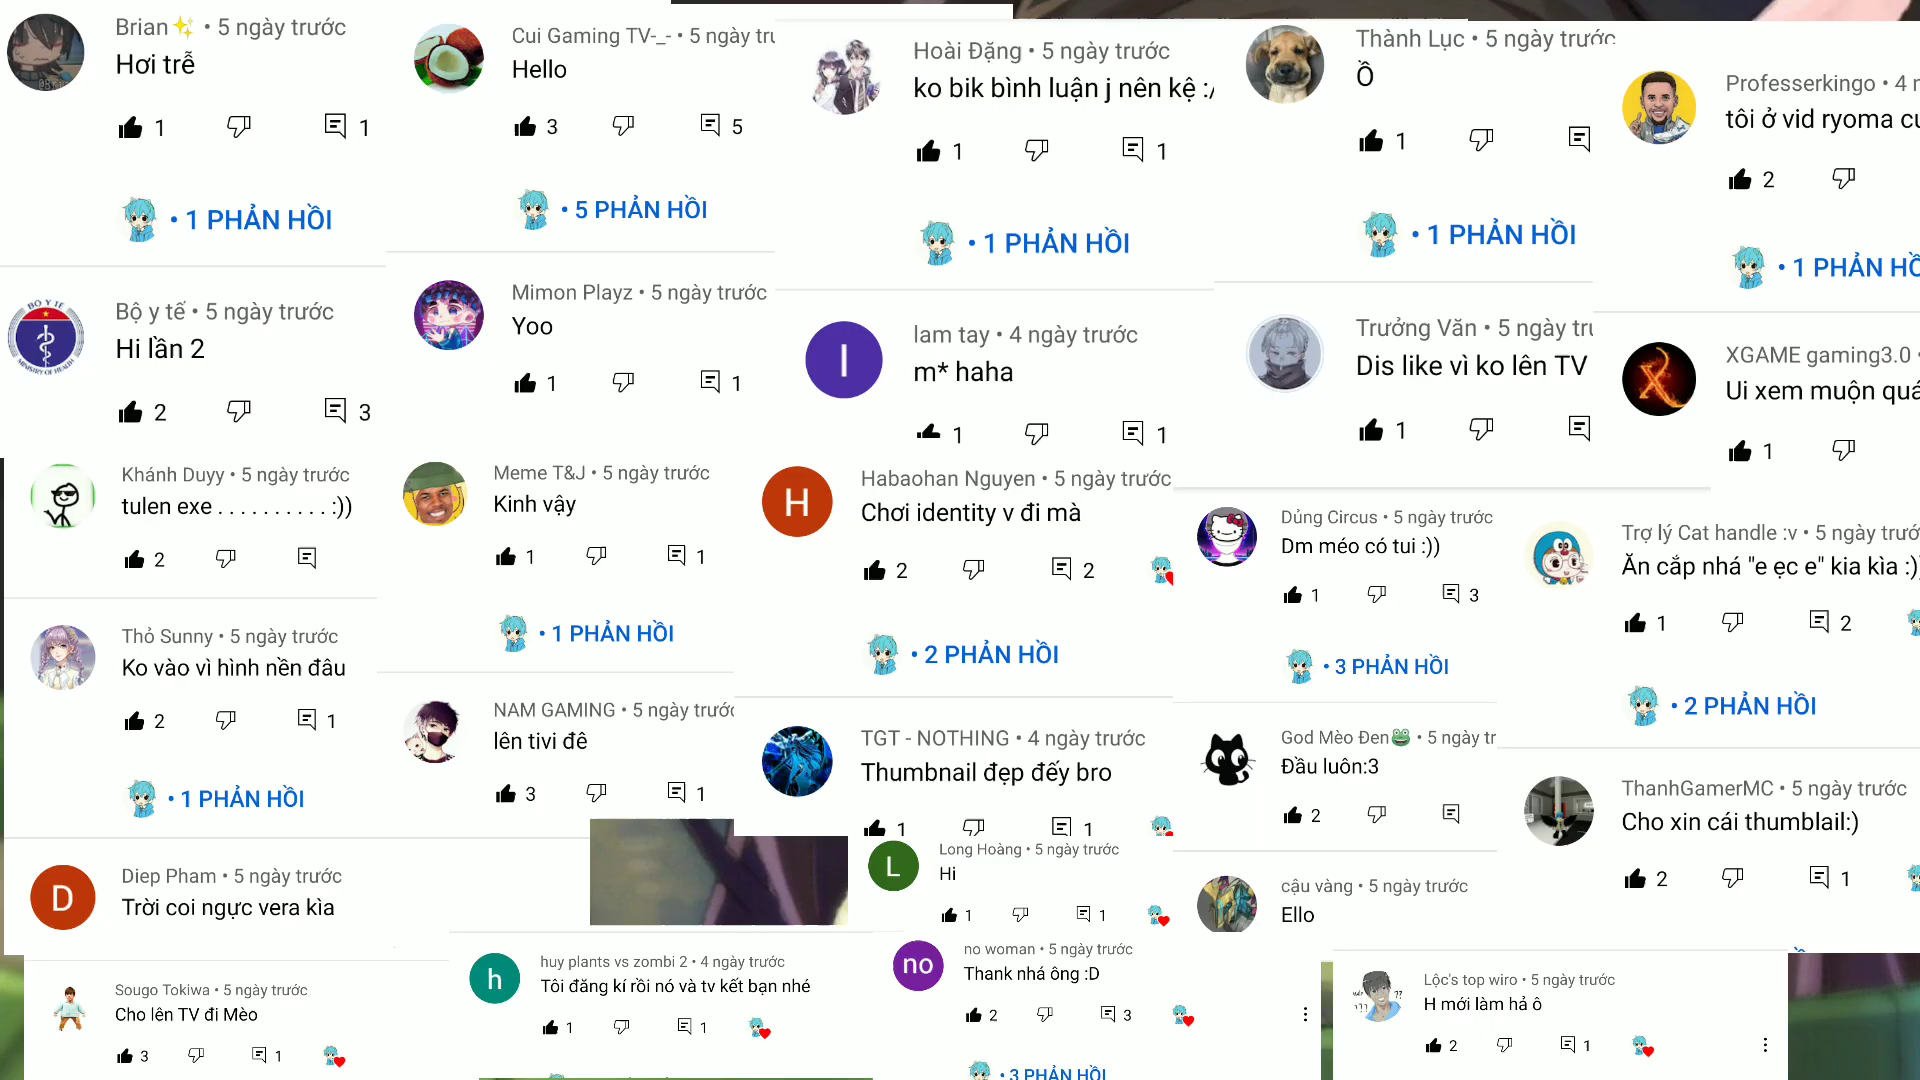 Brian✨ • 5 ngày trước
Hơi trễ
1
1
• 1 PHẢN HỒI
BỘ Y TẾ
MINISTRY OF HEALTH
Bộ y tế • 5 ngày trước
Hi lần 2
2
3
Cui Gaming TV-_- • 5 ngày
Hello
3
5
• 5 PHẢN HỒI
Mimon Playz • 5 ngày trước
Yoo
1
1
Hoài Đặng • 5 ngày trước
ko bik bình luận j nên kệ :/
1
1
• 1 PHẢN HỒI
I
lam tay • 4 ngày trước
m* haha
1
1
Thành Lục • 5 ngày trước
Ồ
1
• 1 PHẢN HỒI
Trưởng Văn • 5 ngày
Dis like vì ko lên TV
1
Professerkingo • 4
tôi ở vid ryoma
2
• 1 PHẢN
XGAME gaming3.0 •
Ui xem muộn quá
1
Khánh Duyy • 5 ngày trước
tulen exe . . . . . . . . . . :))
2
Thỏ Sunny • 5 ngày trước
Ko vào vì hình nền đâu
2
1
• 1 PHẢN HỒI
D
Diep Pham • 5 ngày trước
Trời coi ngực vera kìa
Meme T&J • 5 ngày trước
Kinh vậy
1
1
• 1 PHẢN HỒI
NAM GAMING • 5 ngày trước
lên tivi đê
3
1
H
Habaohan Nguyen • 5 ngày trước
Chơi identity v đi mà
2
2
• 2 PHẢN HỒI
TGT - NOTHING • 4 ngày trước
Thumbnail đẹp đấy bro
1
1
L
Long Hoàng • 5 ngày trước
Hi
1
1
Dủng Circus • 5 ngày trước
Dm méo có tui :))
1
3
• 3 PHẢN HỒI
God Mèo Đen🐸 • 5 ngày
Đầu luôn:3
2
cậu vàng • 5 ngày trước
Ello
Trợ lý Cat handle :v • 5 ngày trước
Ăn cắp nhá "e ẹc e" kia kìa :)
1
2
• 2 PHẢN HỒI
ThanhGamerMC • 5 ngày trước
Cho xin cái thumblail:)
2
1
Sougo Tokiwa • 5 ngày trước
Cho lên TV đi Mèo
3
1
h
huy plants vs zombi 2 • 4 ngày trước
Tôi đăng kí rồi nó và tv kết bạn nhé
1
1
no
no woman • 5 ngày trước
Thank nhá ông :D
2
3
• 3 PHẢN HỒI
Lộc's top wiro • 5 ngày trước
H mới làm hả ô
2
1